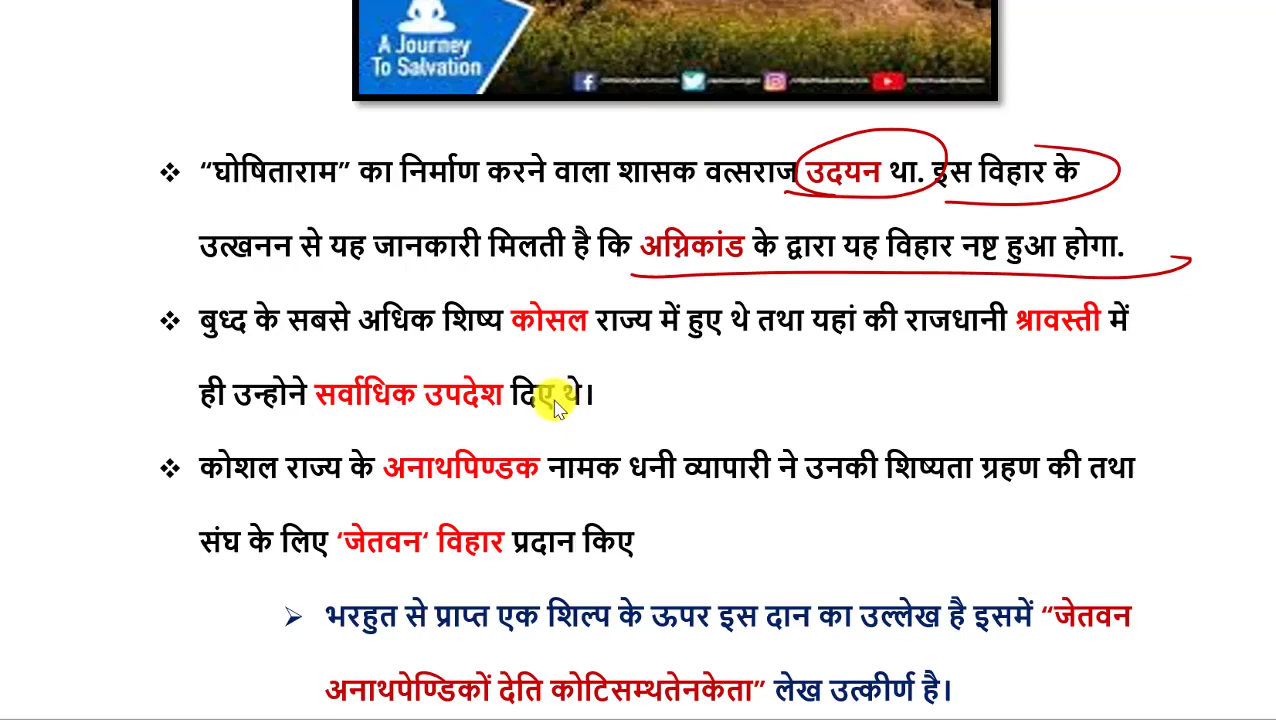 A Journey
To Salvation
❖ “घोषिताराम” का निर्माण करने वाला शासक वत्सराज उदयन था. इस विहार के
उत्खनन से यह जानकारी मिलती है कि अग्निकांड के द्वारा यह विहार नष्ट हुआ होगा.
❖ बुध्द के सबसे अधिक शिष्य कोसल राज्य में हुए थे तथा यहां की राजधानी श्रावस्ती में
ही उन्होने सर्वाधिक उपदेश दिए थे।
❖ कोशल राज्य के अनाथपिण्डक नामक धनी व्यापारी ने उनकी शिष्यता ग्रहण की तथा
संघ के लिए ‘जेतवन‘ विहार प्रदान किए
➢ भरहुत से प्राप्त एक शिल्प के ऊपर इस दान का उल्लेख है इसमें “जेतवन
अनाथपेण्डिकों देति कोटिसम्थतेनकेता” लेख उत्कीर्ण है।